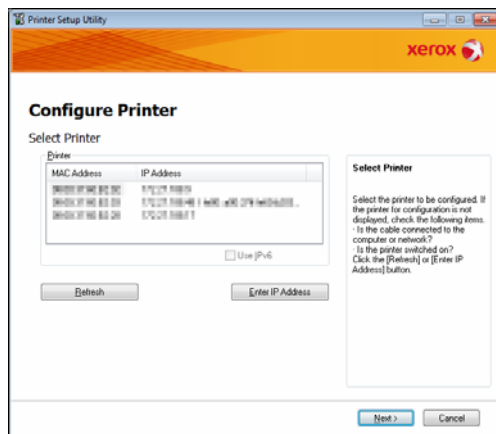 Printer Setup Utility
xerox
Configure Printer
Select Printer
Printer
MAC Address IP Address
Use IPv6
Refresh Enter IP Address
Select Printer
Select the printer to be configured. If
the printer for configuration is not
displayed, check the following items.
- Is the cable connected to the
computer or network?
- Is the printer switched on?
Click the [Refresh] or [Enter IP
Address] button.
Next > Cancel